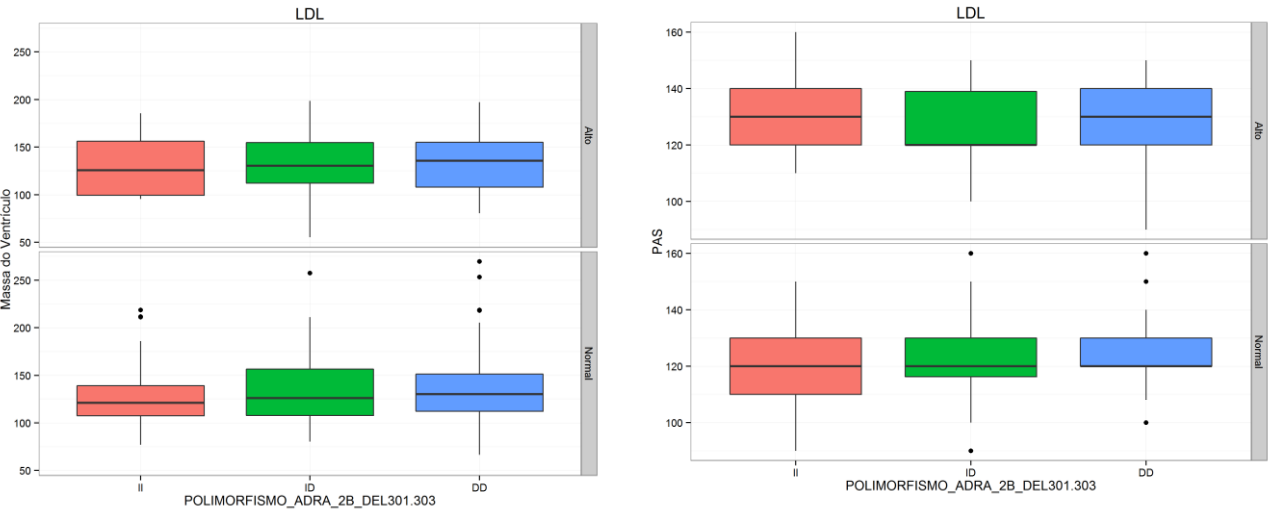 LDL
250
200
150
100
50
Alto
Massa do Ventrículo
250
200
150
100
50
Normal
II
ID
DD
POLIMORFISMO_ADRA_2B_DEL301.303
LDL
160
140
120
100
Alto
PAS
160
140
120
100
Normal
II
ID
DD
POLIMORFISMO_ADRA_2B_DEL301.303